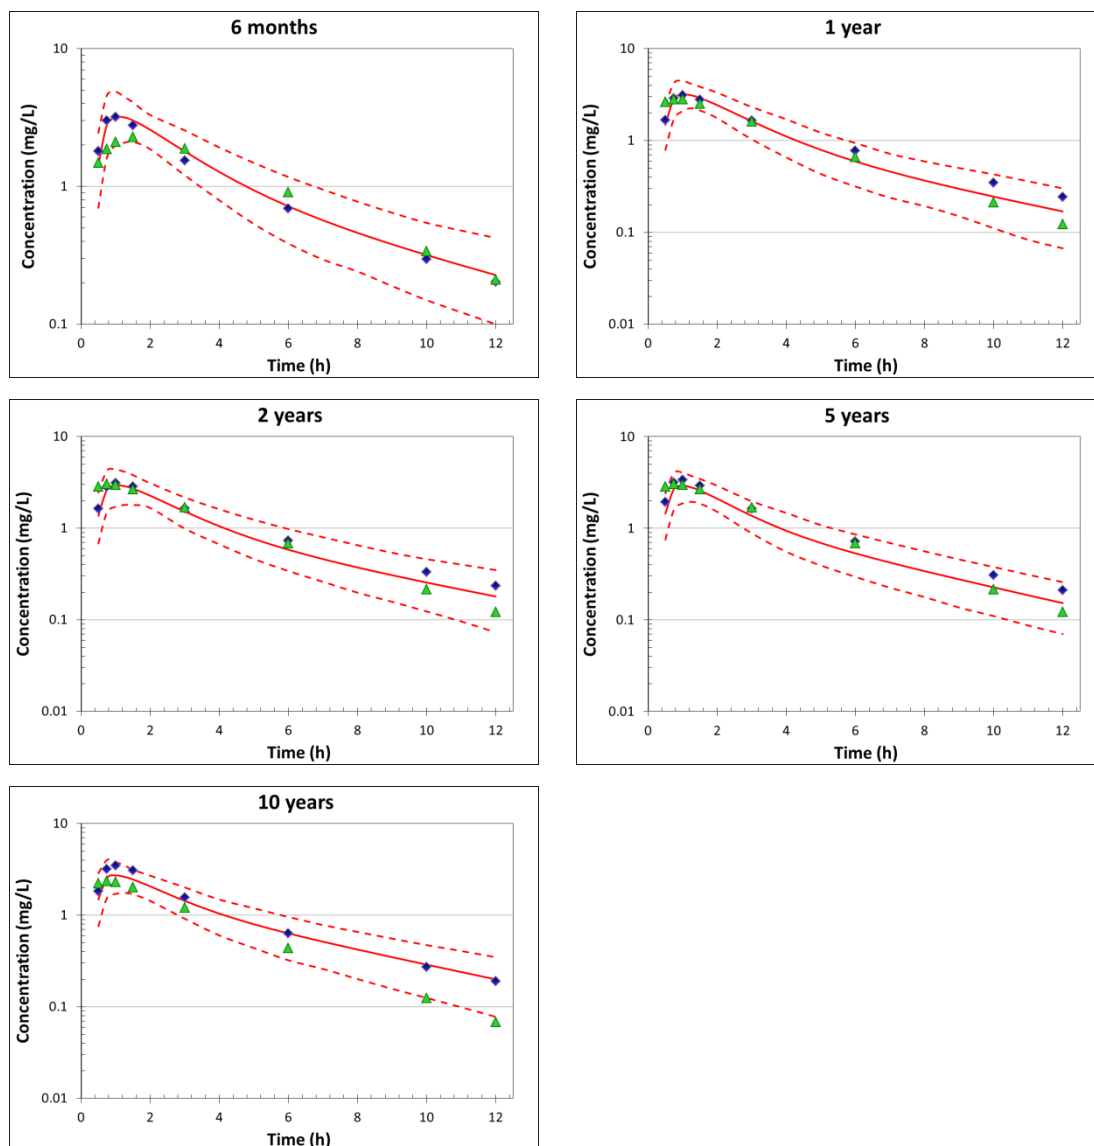 6 months
Concentration (mg/L)
10
1
0.1
0 2 4 6 8 10 12
Time (h)
1 year
Concentration (mg/L)
10
1
0.1
0.01
0 2 4 6 8 10 12
Time (h)
2 years
Concentration (mg/L)
10
1
0.1
0.01
0 2 4 6 8 10 12
Time (h)
5 years
Concentration (mg/L)
10
1
0.1
0.01
0 2 4 6 8 10 12
Time (h)
10 years
Concentration (mg/L)
10
1
0.1
0.01
0 2 4 6 8 10 12
Time (h)